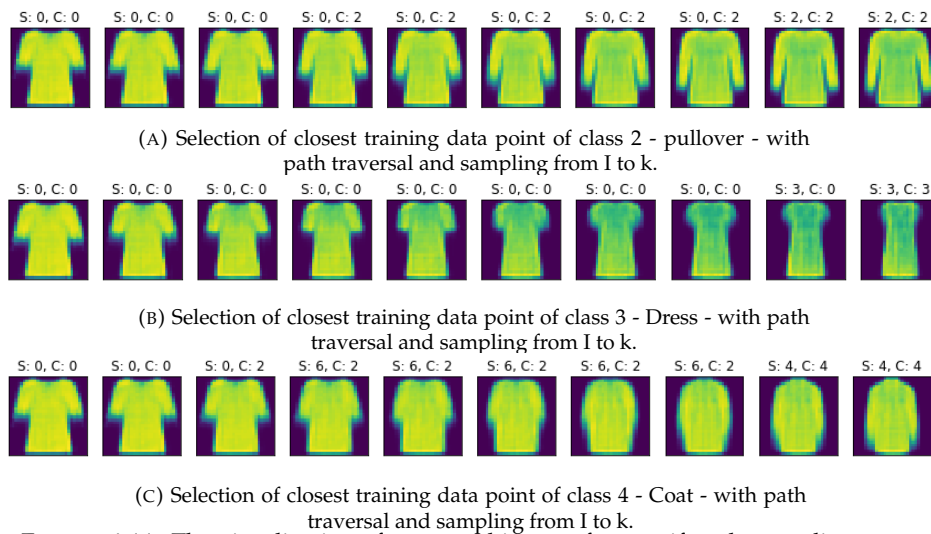 S: 0, C: 0 S: 0, C: 0 S: 0, C: 0 S: 0, C: 2 S: 0, C: 2 S: 0, C: 2 S: 0, C: 2 S: 0, C: 2 S: 2, C: 2 S: 2, C: 2
(A) Selection of closest training data point of class 2 - pullover - with
path traversal and sampling from I to k.
S: 0, C: 0 S: 0, C: 0 S: 0, C: 0 S: 0, C: 0 S: 0, C: 0 S: 0, C: 0 S: 0, C: 0 S: 0, C: 0 S: 3, C: 0 S: 3, C: 3
(B) Selection of closest training data point of class 3 - Dress - with path
traversal and sampling from I to k.
S: 0, C: 0 S: 0, C: 0 S: 0, C: 2 S: 6, C: 2 S: 6, C: 2 S: 6, C: 2 S: 6, C: 2 S: 6, C: 2 S: 4, C: 4 S: 4, C: 4
(C) Selection of closest training data point of class 4 - Coat - with path
traversal and sampling from I to k.